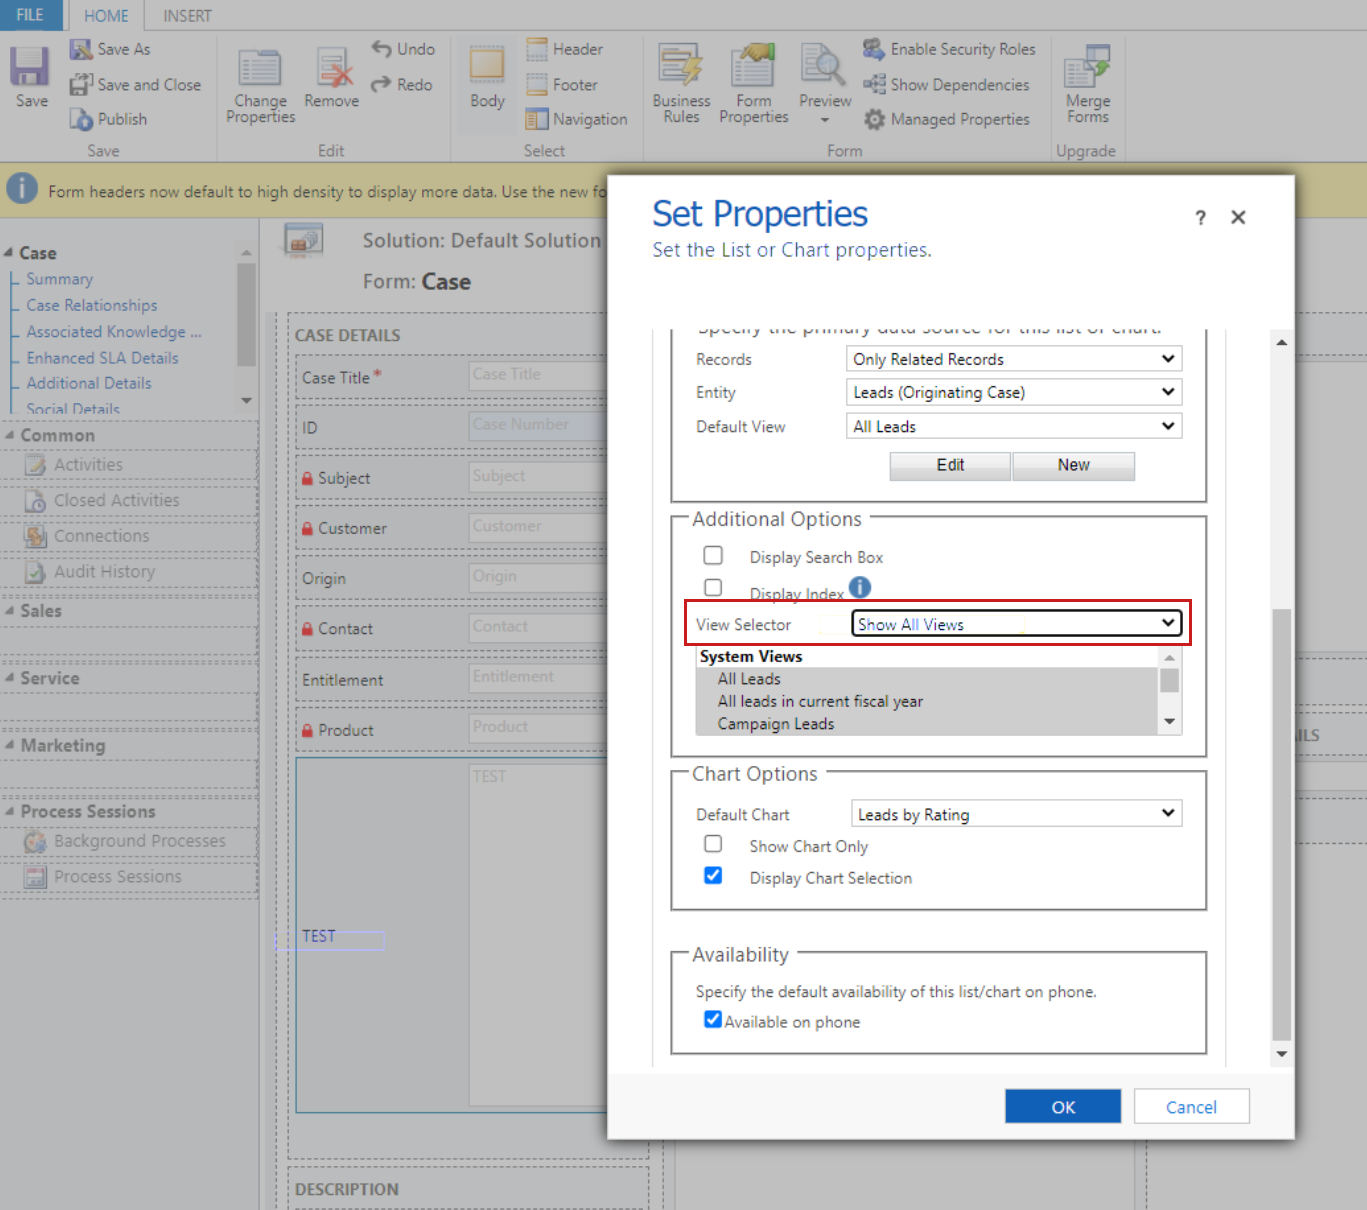 FILE
HOME
INSERT
Save
Save As
Save and Close
Publish
Save
Change Properties
Remove
Undo
Redo
Edit
Body
Header
Footer
Navigation
Select
Business Rules
Form Properties
Preview
Enable Security Roles
Show Dependencies
Managed Properties
Form
Merge Forms
Upgrade
Form headers now default to high density to display more data. Use the new fo
Case
Summary
Case Relationships
Associated Knowledge ...
Enhanced SLA Details
Additional Details
Social Details
Common
Activities
Closed Activities
Connections
Audit History
Sales
Service
Marketing
Process Sessions
Background Processes
Process Sessions
Solution: Default Solution
Form: Case
CASE DETAILS
Case Title* Case Title
ID Case Number
Subject Subject
Customer Customer
Origin Origin
Contact Contact
Entitlement Entitlement
Product Product
TEST TEST
DESCRIPTION
Set Properties
? ✕
Set the List or Chart properties.
Specify the primary data source for this list or chart.
Records Only Related Records
Entity Leads (Originating Case)
Default View All Leads
Edit New
Additional Options
Display Search Box
Display Index i
View Selector Show All Views
System Views
All Leads
All leads in current fiscal year
Campaign Leads
Chart Options
Default Chart Leads by Rating
Show Chart Only
Display Chart Selection
Availability
Specify the default availability of this list/chart on phone.
Available on phone
OK Cancel
ILS